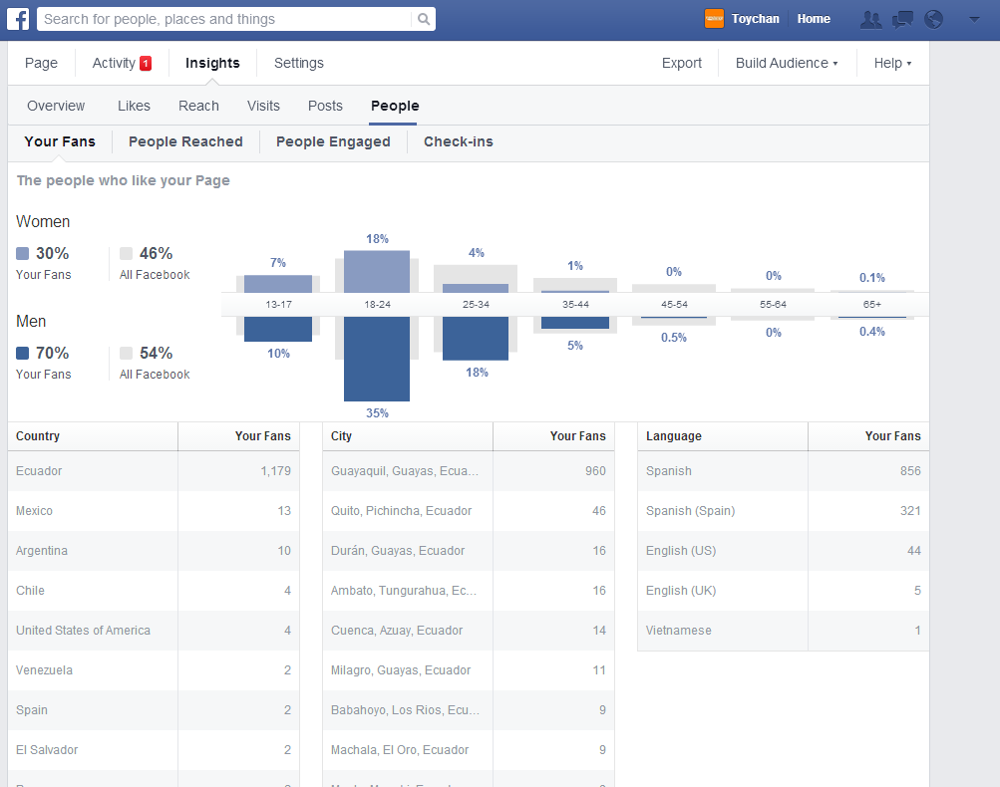 Search for people, places and things
Toychan Home
Page Activity 1 Insights Settings Export Build Audience Help
Overview Likes Reach Visits Posts People
Your Fans People Reached People Engaged Check-ins
The people who like your Page
Women
30% 46%
Your Fans All Facebook
Men
70% 54%
Your Fans All Facebook
7% 18% 4% 1% 0% 0% 0.1%
13-17 18-24 25-34 35-44 45-54 55-64 65+
10% 35% 18% 5% 0.5% 0% 0.4%
Country Your Fans
Ecuador 1,179
Mexico 13
Argentina 10
Chile 4
United States of America 4
Venezuela 2
Spain 2
El Salvador 2
City Your Fans
Guayaquil, Guayas, Ecua... 960
Quito, Pichincha, Ecuador 46
Durán, Guayas, Ecuador 16
Ambato, Tungurahua, Ec... 16
Cuenca, Azuay, Ecuador 14
Milagro, Guayas, Ecuador 11
Babahoyo, Los Rios, Ecu... 9
Machala, El Oro, Ecuador 9
Language Your Fans
Spanish 856
Spanish (Spain) 321
English (US) 44
English (UK) 5
Vietnamese 1